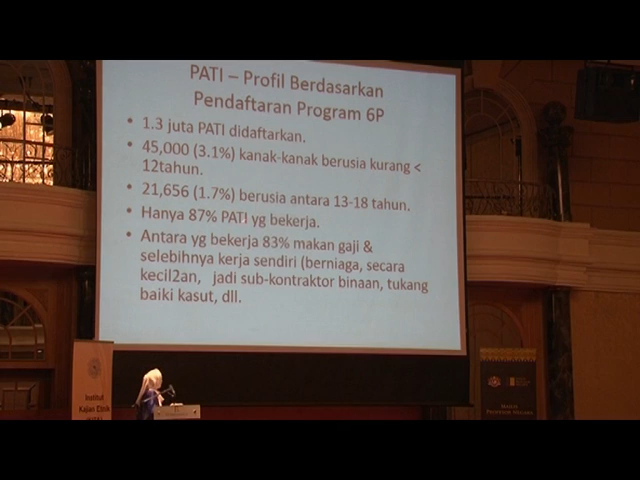 PATI – Profil Berdasarkan
Pendaftaran Program 6P
• 1.3 juta PATI didaftarkan.
• 45,000 (3.1%) kanak-kanak berusia kurang <
12tahun.
• 21,656 (1.7%) berusia antara 13-18 tahun.
• Hanya 87% PATI yg bekerja.
• Antara yg bekerja 83% makan gaji &
selebihnya kerja sendiri (berniaga, secara
kecil2an, jadi sub-kontraktor binaan, tukang
baiki kasut, dll.
Institut
Kajian Etnik
MAJLIS
PROFESOR NEGARA